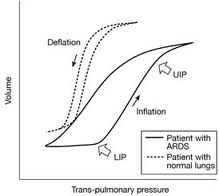 Deflation
UIP
Volume
Inflation
LIP
Patient with
ARDS
Patient with
normal lungs
Trans-pulmonary pressure